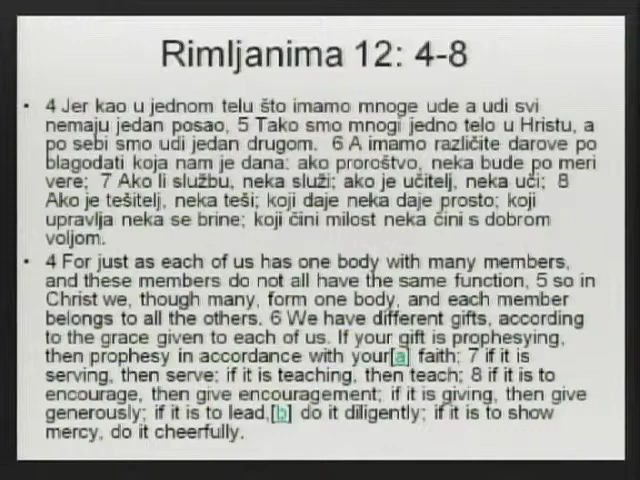 Rimljanima 12: 4-8
• 4 Jer kao u jednom telu što imamo mnoge ude a udi svi
nemaju jedan posao, 5 Tako smo mnogi jedno telo u Hristu, a
po sebi smo udi jedan drugom. 6 A imamo različite darove po
blagodati koja nam je dana: ako proroštvo, neka bude po meri
vere; 7 Ako li službu, neka služi; ako je učitelj, neka uči; 8
Ako je tešitelj, neka teši; koji daje neka daje prosto; koji
upravlja neka se brine; koji čini milost neka čini s dobrom
voljom.
• 4 For just as each of us has one body with many members,
and these members do not all have the same function, 5 so in
Christ we, though many, form one body, and each member
belongs to all the others. 6 We have different gifts, according
to the grace given to each of us. If your gift is prophesying,
then prophesy in accordance with your[a] faith; 7 if it is
serving, then serve; if it is teaching, then teach; 8 if it is to
encourage, then give encouragement; if it is giving, then give
generously; if it is to lead,[b] do it diligently; if it is to show
mercy, do it cheerfully.